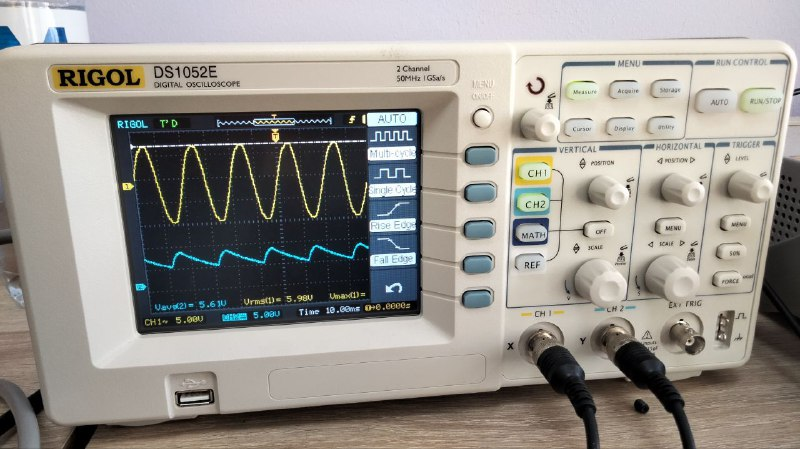 RIGOL DS1052E
DIGITAL OSCILLOSCOPE
2 Channel
50MHz 1GSa/s
MENU
ON/OFF
RIGOL T'D
AUTO
Multi-cycle
Single Cycle
Rise Edge
Fall Edge
Vavg(2)= 5.61V Vrms(1)= 5.98V Vmax(1)=
CH1~ 5.00V CH2 5.00V Time 10.00ms 0.0000s
MENU
Measure Acquire Storage
Cursor Display Utility
RUN CONTROL
AUTO RUN/STOP
VERTICAL
CH1
CH2
MATH
REF
POSITION
OFF
SCALE
HORIZONTAL
POSITION
MENU
SCALE
TRIGGER
LEVEL
MENU
50%
FORCE
CH 1
CH 2
EXT TRIG
X
Y